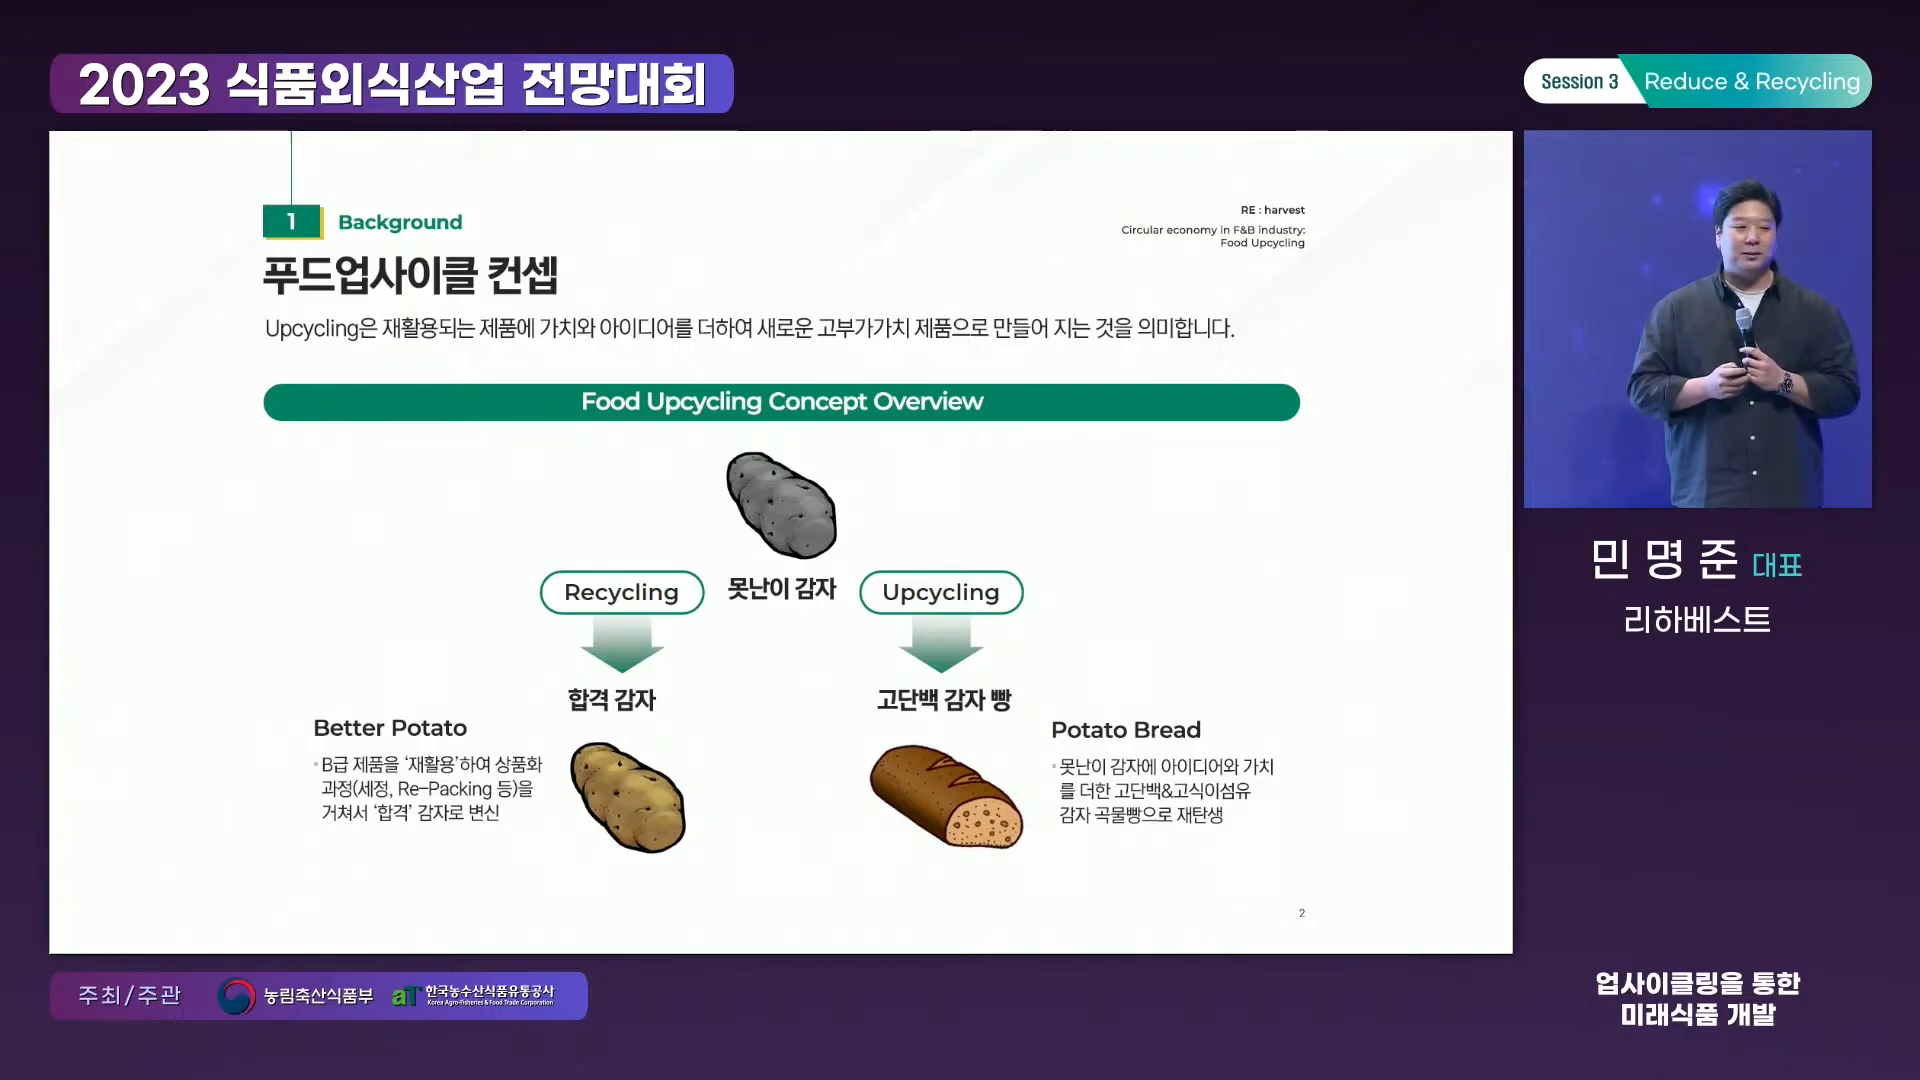 2023 식품외식산업 전망대회
Session 3
Reduce & Recycling
1
Background
RE : harvest
Circular economy in F&B industry:
Food Upcycling
푸드업사이클 컨셉
Upcycling은 재활용되는 제품에 가치와 아이디어를 더하여 새로운 고부가가치 제품으로 만들어 지는 것을 의미합니다.
Food Upcycling Concept Overview
못난이 감자
Recycling
Upcycling
합격 감자
고단백 감자 빵
Better Potato
B급 제품을 ‘재활용’하여 상품화
과정(세정, Re-Packing 등)을
거쳐서 ‘합격’ 감자로 변신
Potato Bread
못난이 감자에 아이디어와 가치
를 더한 고단백&고식이섬유
감자 곡물빵으로 재탄생
2
민명준 대표
리하베스트
업사이클링을 통한
미래식품 개발
주최/주관
농림축산식품부
aT 한국농수산식품유통공사
Korea Agro-Fisheries & Food Trade Corporation